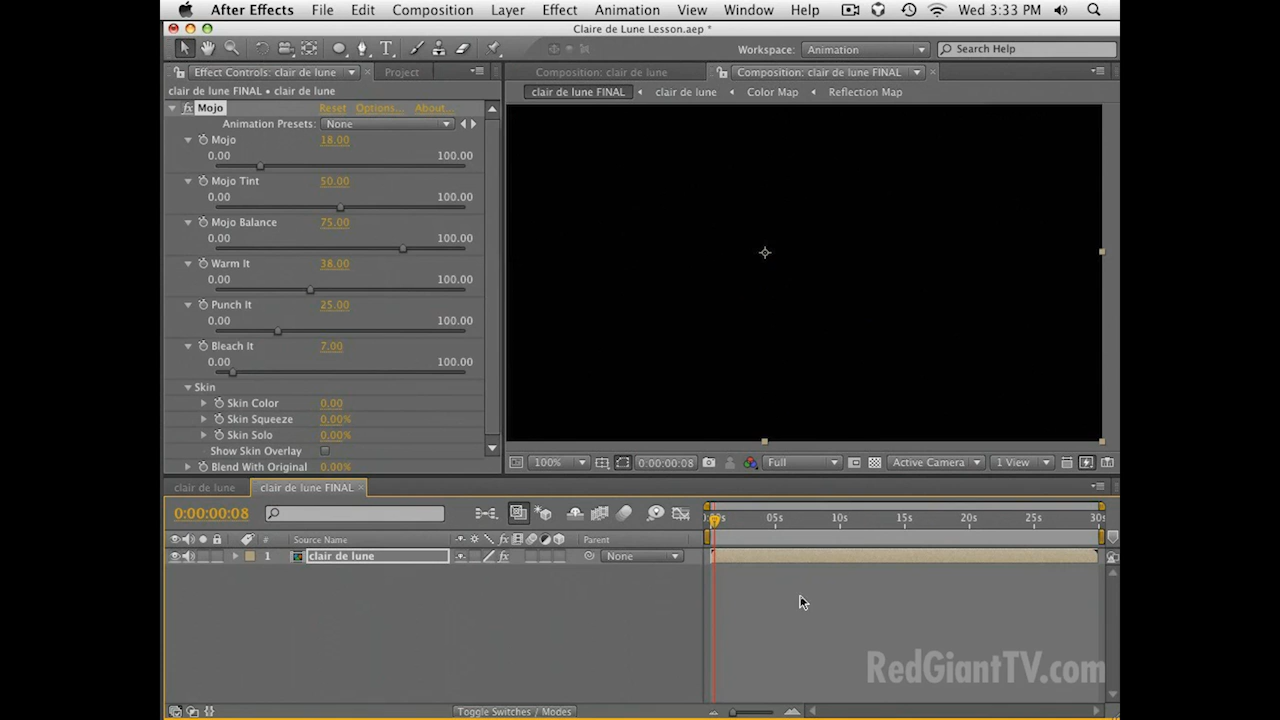 After Effects File Edit Composition Layer Effect Animation View Window Help Wed 3:33 PM
Claire de Lune Lesson.aep *
Workspace: Animation Search Help
Effect Controls: clair de lune Project
Composition: clair de lune Composition: clair de lune FINAL
clair de lune FINAL • clair de lune
clair de lune FINAL clair de lune Color Map Reflection Map
fx Mojo Reset Options... About...
Animation Presets: None
Mojo 18.00
0.00 100.00
Mojo Tint 50.00
0.00 100.00
Mojo Balance 75.00
0.00 100.00
Warm It 38.00
0.00 100.00
Punch It 25.00
0.00 100.00
Bleach It 7.00
0.00 100.00
Skin
Skin Color 0.00
Skin Squeeze 0.00%
Skin Solo 0.00%
Show Skin Overlay
Blend With Original 0.00%
100% 0:00:00:08 Full Active Camera 1 View
clair de lune clair de lune FINAL
0:00:00:08
05s 10s 15s 20s 25s 30s
# Source Name fx Parent
1 clair de lune fx None
RedGiantTV.com
Toggle Switches / Modes